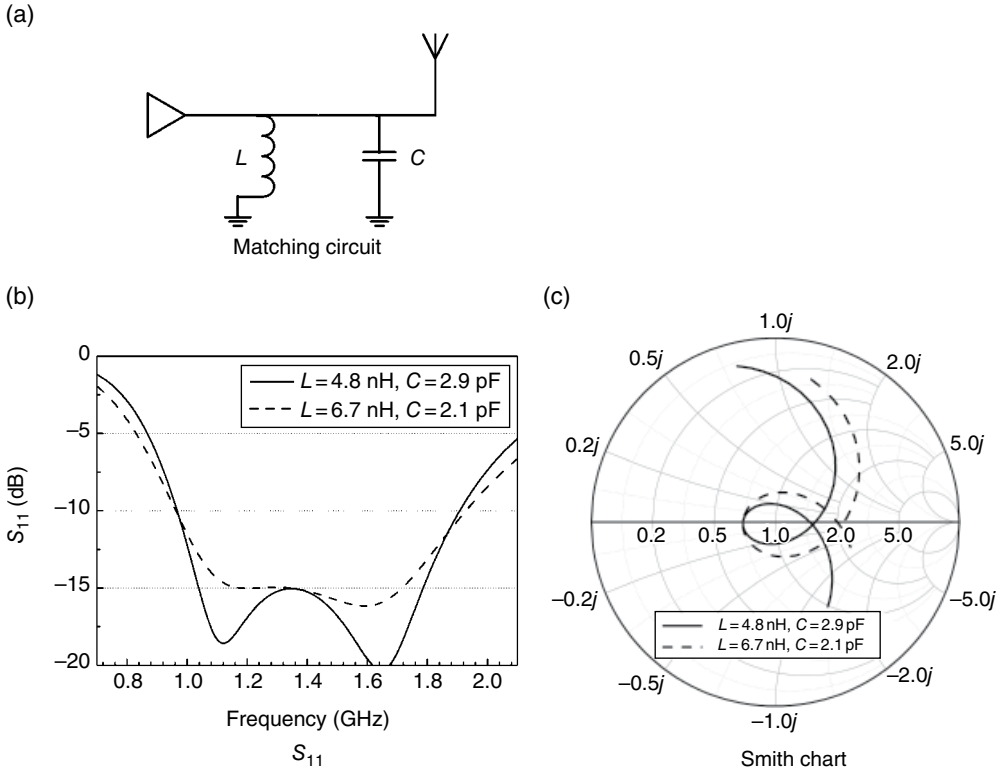 (a)
L
C
Matching circuit
(b)
0
−5
−10
−15
−20
S11 (dB)
L = 4.8 nH, C = 2.9 pF
L = 6.7 nH, C = 2.1 pF
0.8 1.0 1.2 1.4 1.6 1.8 2.0
Frequency (GHz)
S11
(c)
1.0j
0.5j
2.0j
0.2j
5.0j
0.2 0.5 1.0 2.0 5.0
−0.2j
−5.0j
L = 4.8 nH, C = 2.9 pF
L = 6.7 nH, C = 2.1 pF
−0.5j
−2.0j
−1.0j
Smith chart